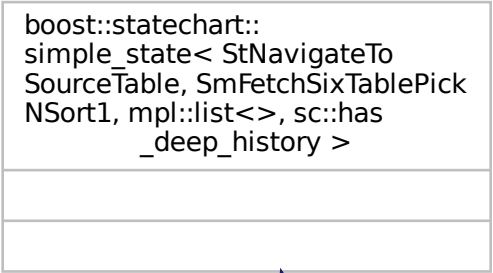 boost::statechart::
simple_state< StNavigateTo
SourceTable, SmFetchSixTablePick
NSort1, mpl::list<>, sc::has
_deep_history >